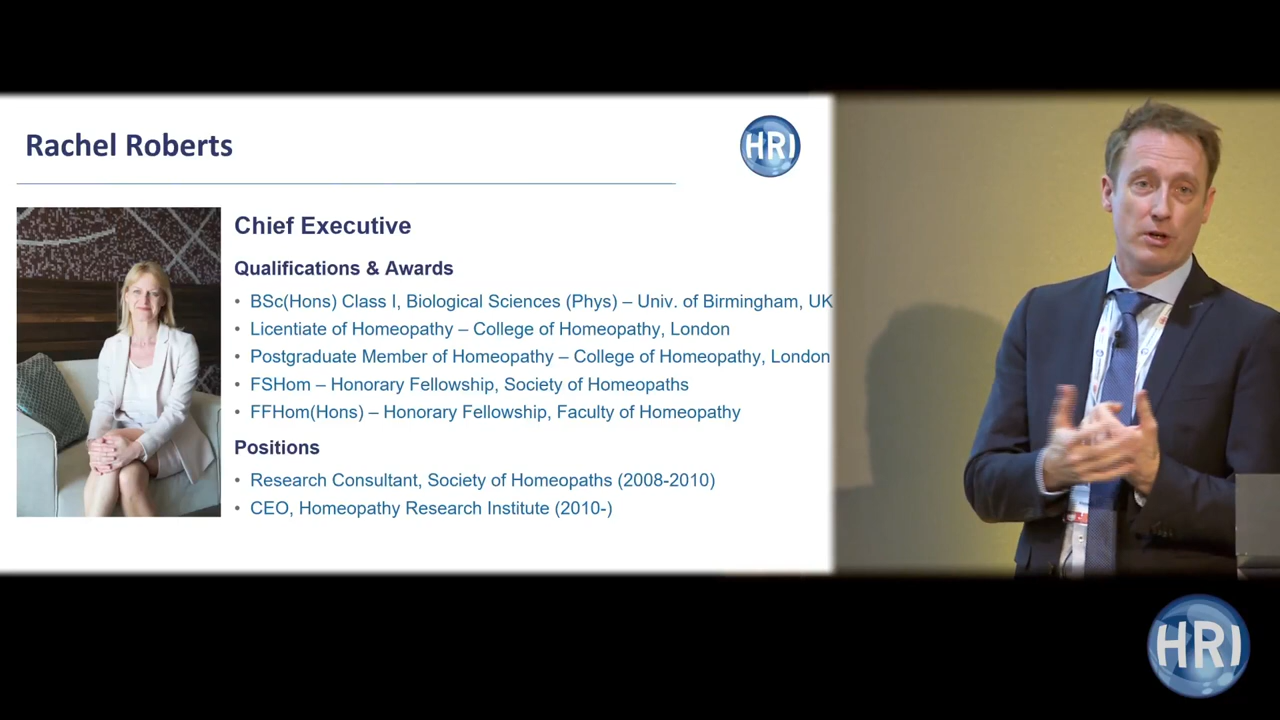 Rachel Roberts
HRI
Chief Executive
Qualifications & Awards
• BSc(Hons) Class I, Biological Sciences (Phys) – Univ. of Birmingham, UK
• Licentiate of Homeopathy – College of Homeopathy, London
• Postgraduate Member of Homeopathy – College of Homeopathy, London
• FSHom – Honorary Fellowship, Society of Homeopaths
• FFHom(Hons) – Honorary Fellowship, Faculty of Homeopathy
Positions
• Research Consultant, Society of Homeopaths (2008-2010)
• CEO, Homeopathy Research Institute (2010-)
HRI